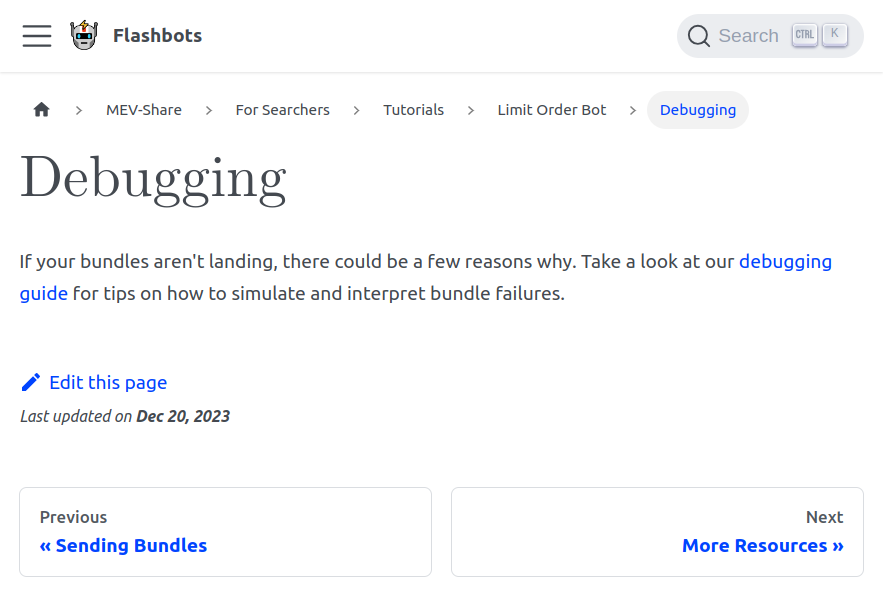 Flashbots
Search CTRL K
MEV-Share > For Searchers > Tutorials > Limit Order Bot > Debugging
Debugging
If your bundles aren't landing, there could be a few reasons why. Take a look at our debugging
guide for tips on how to simulate and interpret bundle failures.
Edit this page
Last updated on Dec 20, 2023
Previous
« Sending Bundles
Next
More Resources »